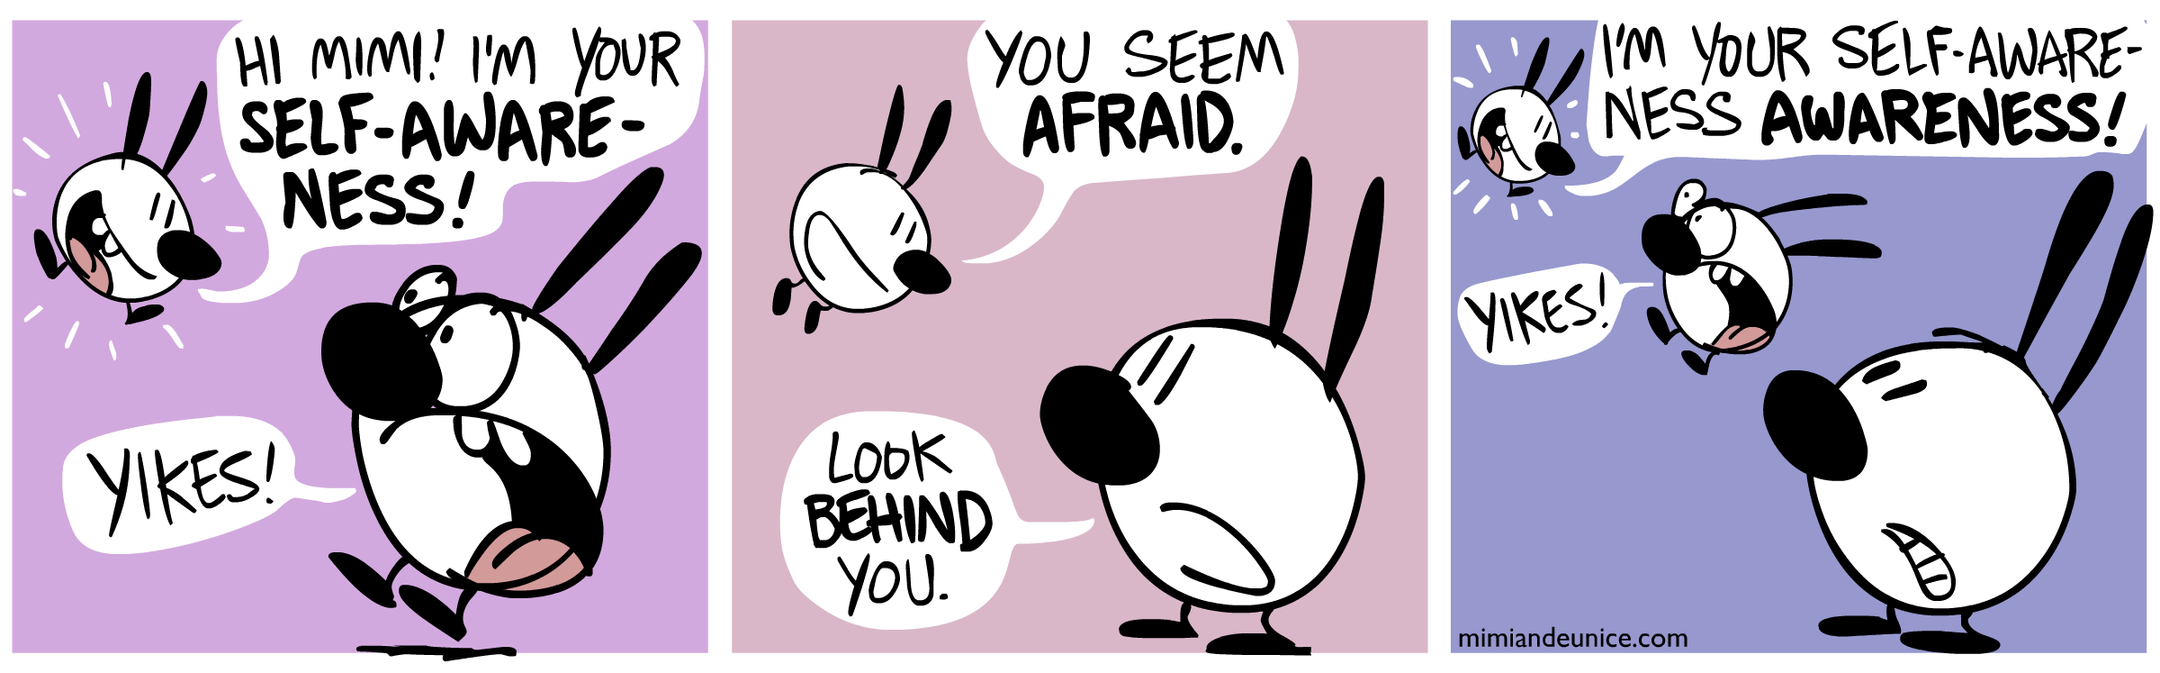 HI MIMI! I'M YOUR
SELF-AWARE-
NESS!
YIKES!
YOU SEEM
AFRAID.
LOOK
BEHIND
YOU.
I'M YOUR SELF-AWARE-
NESS AWARENESS!
YIKES!
mimiandeunice.com